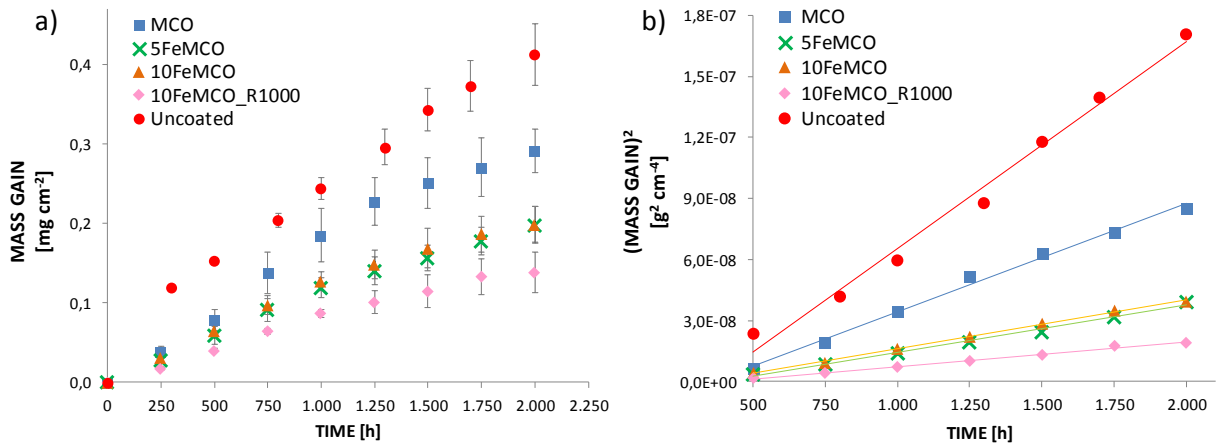 a)
MCO
5FeMCO
10FeMCO
10FeMCO_R1000
Uncoated
0,4
0,3
0,2
0,1
0,0
0 250 500 750 1.000 1.250 1.500 1.750 2.000 2.250
TIME [h]
MASS GAIN
[mg cm⁻²]
b)
MCO
5FeMCO
10FeMCO
10FeMCO_R1000
Uncoated
1,8E-07
1,5E-07
1,2E-07
9,0E-08
6,0E-08
3,0E-08
0,0E+00
500 750 1.000 1.250 1.500 1.750 2.000
TIME [h]
(MASS GAIN)²
[g² cm⁻⁴]